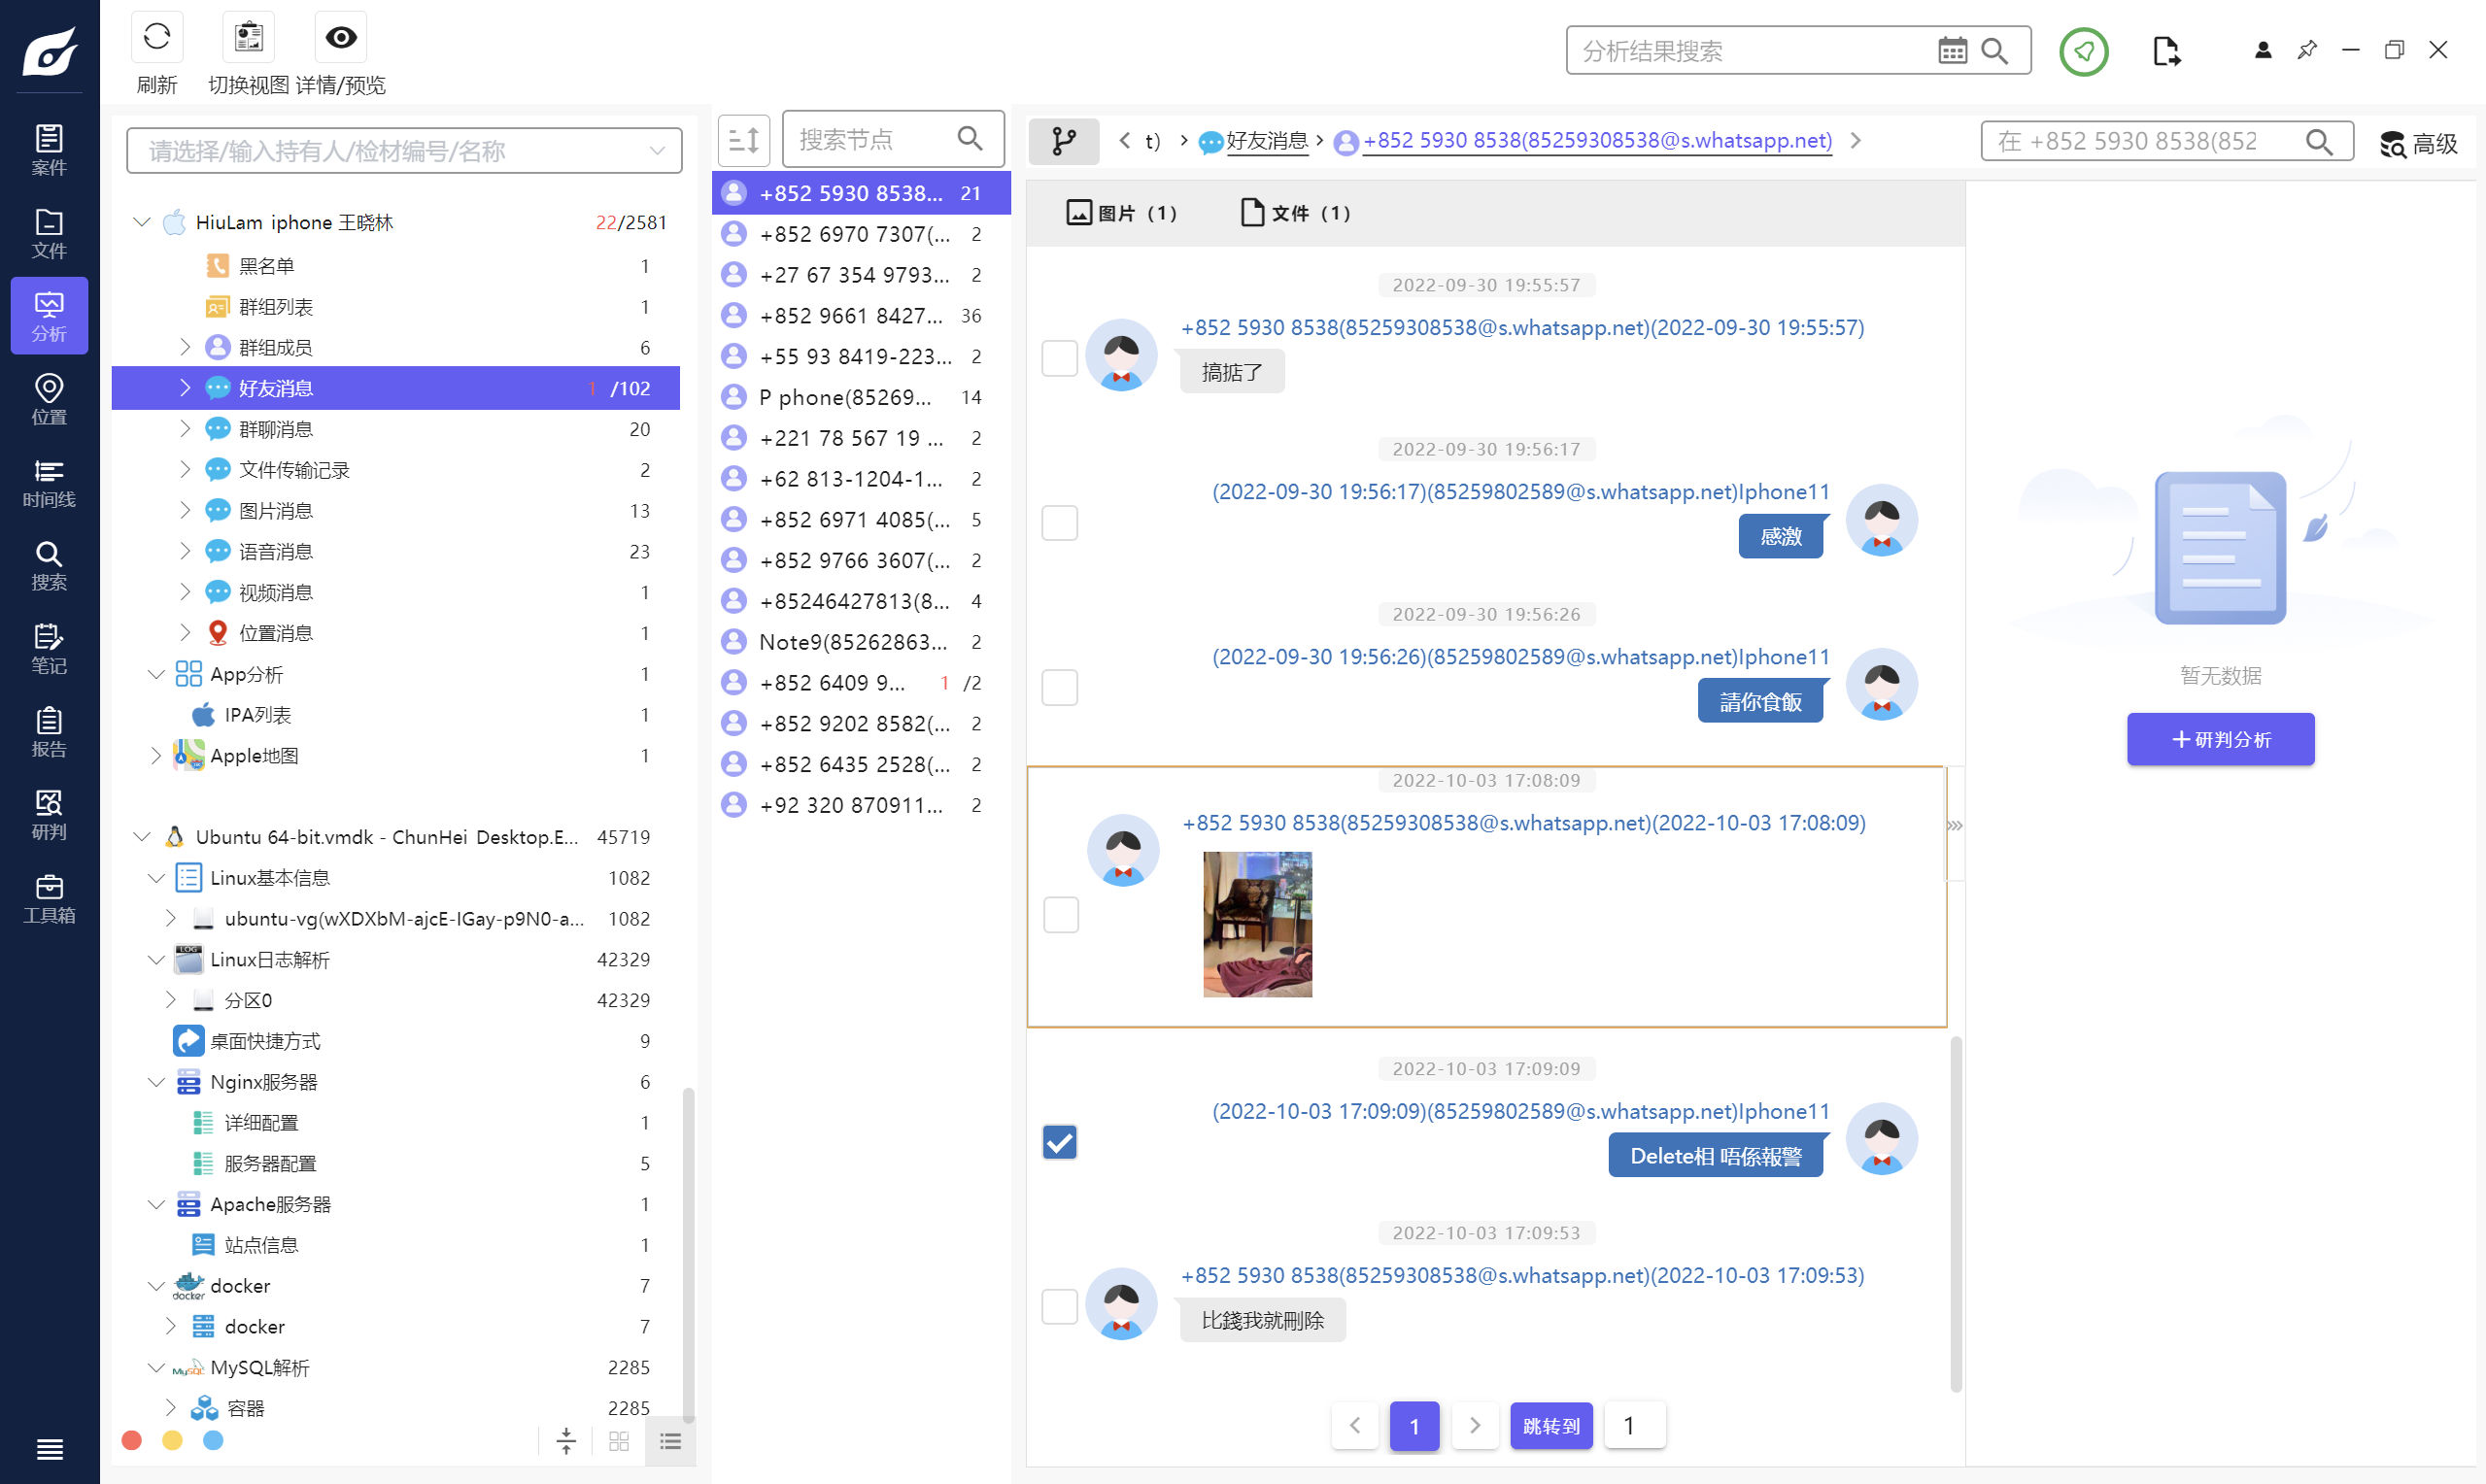 刷新
切换视图
详情/预览
分析结果搜索
案件
文件
分析
位置
时间线
搜索
笔记
报告
研判
工具箱
请选择/输入持有人/检材编号/名称
HiuLam iphone 王晓林 22/2581
黑名单 1
群组列表 1
群组成员 6
好友消息 1 /102
群聊消息 20
文件传输记录 2
图片消息 13
语音消息 23
视频消息 1
位置消息 1
App分析 1
IPA列表 1
Apple地图 1
Ubuntu 64-bit.vmdk - ChunHei Desktop.E... 45719
Linux基本信息 1082
ubuntu-vg(wXDXbM-ajcE-IGay-p9N0-a... 1082
LOG
Linux日志解析 42329
分区0 42329
桌面快捷方式 9
Nginx服务器 6
详细配置 1
服务器配置 5
Apache服务器 1
站点信息 1
docker
docker 7
docker 7
MySQL
MySQL解析 2285
容器 2285
搜索节点
+852 5930 8538... 21
+852 6970 7307(... 2
+27 67 354 9793... 2
+852 9661 8427... 36
+55 93 8419-223... 2
P phone(85269... 14
+221 78 567 19 ... 2
+62 813-1204-1... 2
+852 6971 4085(... 5
+852 9766 3607(... 2
+85246427813(8... 4
Note9(85262863... 2
+852 6409 9... 1 /2
+852 9202 8582(... 2
+852 6435 2528(... 2
+92 320 870911... 2
t) > 好友消息 > +852 5930 8538(85259308538@s.whatsapp.net)
在 +852 5930 8538(852
高级
图片（1）
文件（1）
2022-09-30 19:55:57
+852 5930 8538(85259308538@s.whatsapp.net)(2022-09-30 19:55:57)
搞掂了
2022-09-30 19:56:17
(2022-09-30 19:56:17)(85259802589@s.whatsapp.net)Iphone11
感激
2022-09-30 19:56:26
(2022-09-30 19:56:26)(85259802589@s.whatsapp.net)Iphone11
請你食飯
2022-10-03 17:08:09
+852 5930 8538(85259308538@s.whatsapp.net)(2022-10-03 17:08:09)
2022-10-03 17:09:09
(2022-10-03 17:09:09)(85259802589@s.whatsapp.net)Iphone11
Delete相 唔係報警
2022-10-03 17:09:53
+852 5930 8538(85259308538@s.whatsapp.net)(2022-10-03 17:09:53)
比錢我就刪除
1
跳转到
1
暂无数据
+研判分析